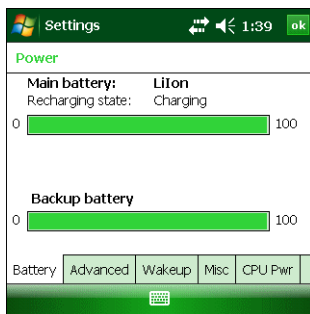 Settings 1:39 ok
Power
Main battery: LiIon
Recharging state: Charging
0 100
Backup battery
0 100
Battery Advanced Wakeup Misc CPU Pwr